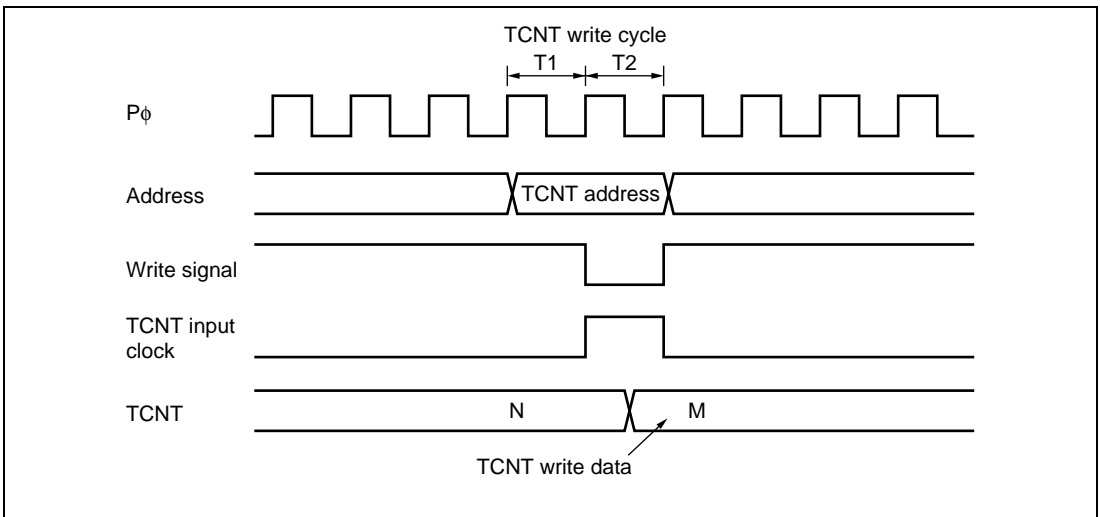 TCNT write cycle
T1 T2
Pϕ
Address
TCNT address
Write signal
TCNT input
clock
TCNT
N M
TCNT write data